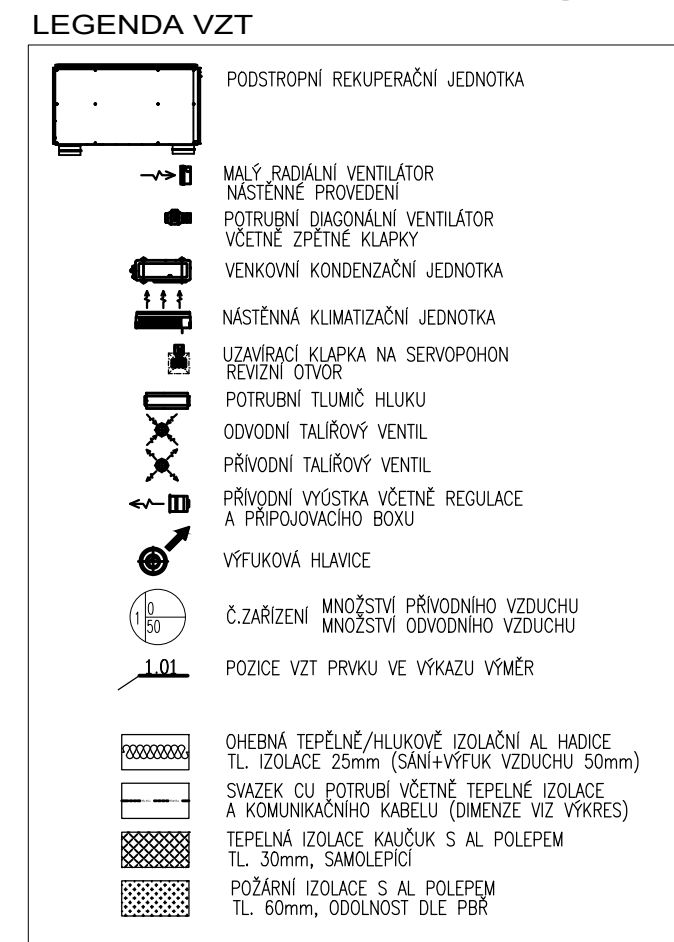 LEGENDA VZT
PODSTROPNÍ REKUPERAČNÍ JEDNOTKA
MALÝ RADIÁLNÍ VENTILÁTOR
NÁSTĚNNÉ PROVEDENÍ
POTRUBNÍ DIAGONÁLNÍ VENTILÁTOR
VČETNĚ ZPĚTNÉ KLAPKY
VENKOVNÍ KONDENZAČNÍ JEDNOTKA
NÁSTĚNNÁ KLIMATIZAČNÍ JEDNOTKA
UZAVÍRACÍ KLAPKA NA SERVOPOHON
REVIZNÍ OTVOR
POTRUBNÍ TLUMIČ HLUKU
ODVODNÍ TALÍŘOVÝ VENTIL
PŘÍVODNÍ TALÍŘOVÝ VENTIL
PŘÍVODNÍ VYÚSTKA VČETNĚ REGULACE
A PŘIPOJOVACÍHO BOXU
VÝFUKOVÁ HLAVICE
1 0 50
Č.ZAŘÍZENÍ MNOŽSTVÍ PŘÍVODNÍHO VZDUCHU
MNOŽSTVÍ ODVODNÍHO VZDUCHU
1.01 POZICE VZT PRVKU VE VÝKAZU VÝMĚR
OHEBNÁ TEPĚLNĚ/HLUKOVĚ IZOLAČNÍ AL HADICE
TL. IZOLACE 25mm (SÁNÍ+VÝFUK VZDUCHU 50mm)
SVAZEK CU POTRUBÍ VČETNĚ TEPELNÉ IZOLACE
A KOMUNIKAČNÍHO KABELU (DIMENZE VIZ VÝKRES)
TEPELNÁ IZOLACE KAUČUK S AL POLEPEM
TL. 30mm, SAMOLEPÍCÍ
POŽÁRNÍ IZOLACE S AL POLEPEM
TL. 60mm, ODOLNOST DLE PBŘ